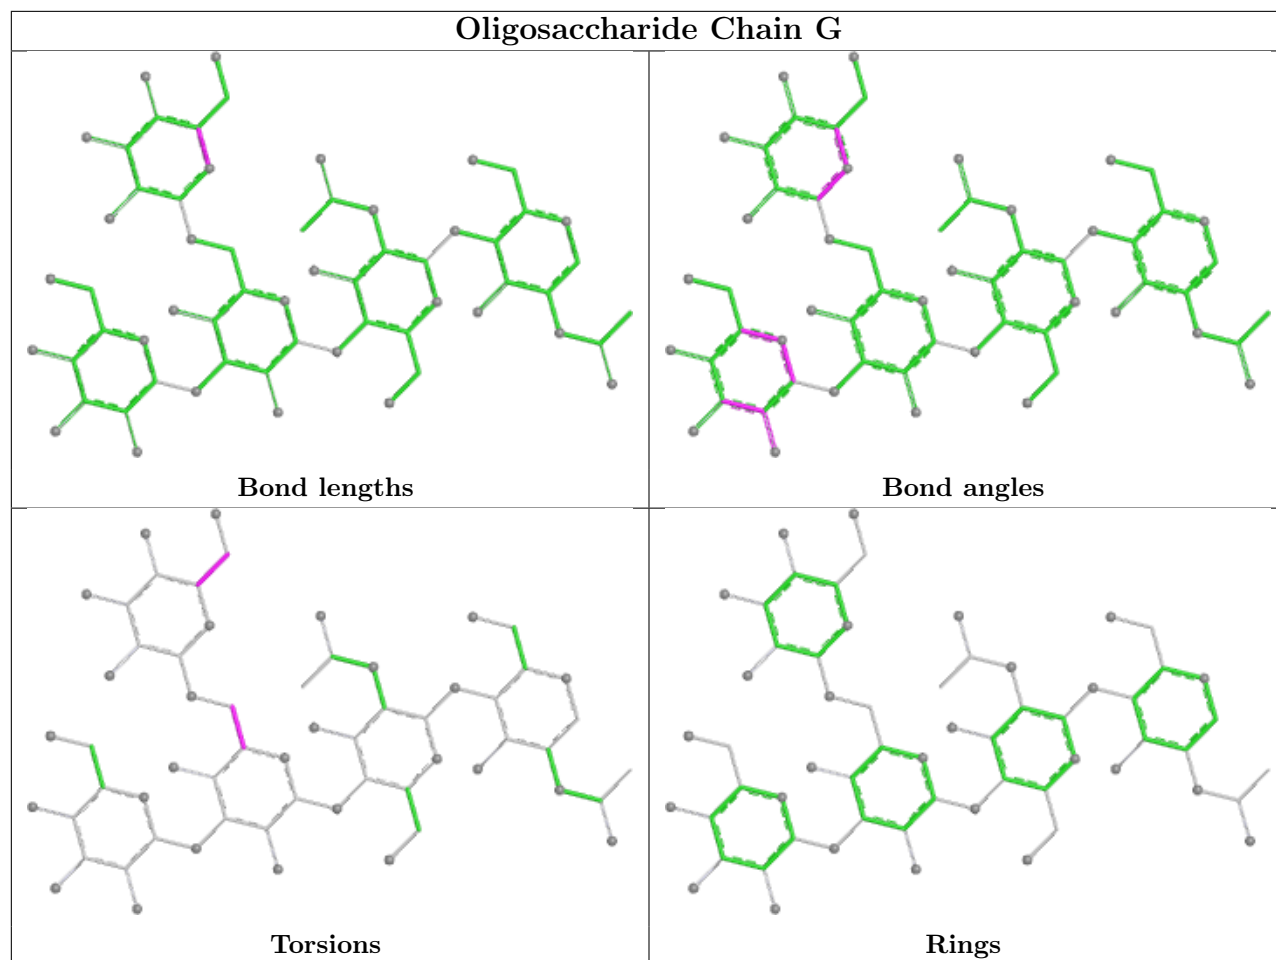 Oligosaccharide Chain G
Bond lengths
Bond angles
Torsions
Rings